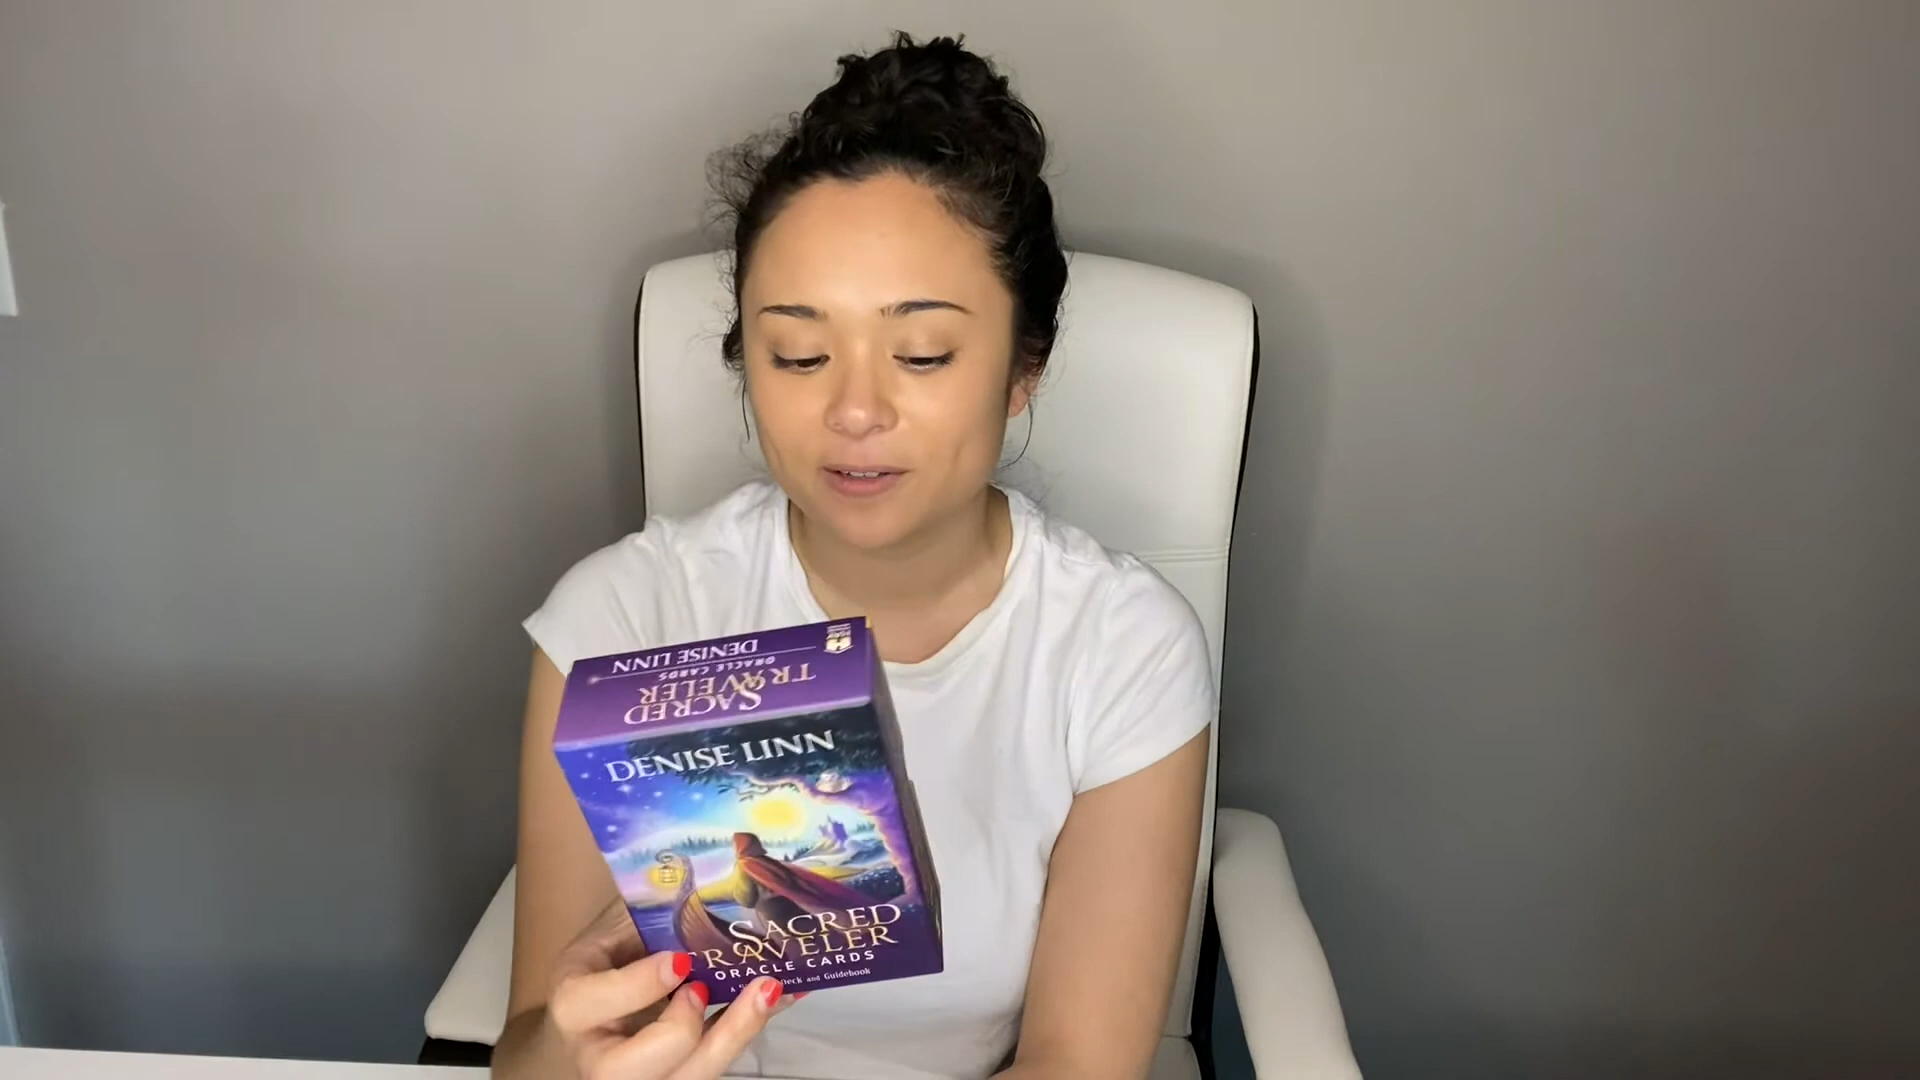 SACRED
TRAVELER
ORACLE CARDS
DENISE LINN
DENISE LINN
SACRED
TRAVELER
ORACLE CARDS
A Deck and Guidebook